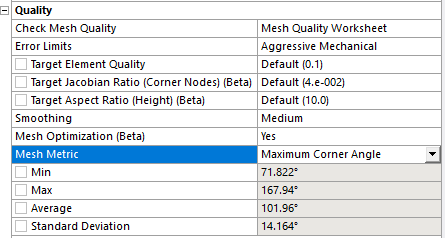 Quality
Check Mesh Quality Mesh Quality Worksheet
Error Limits Aggressive Mechanical
Target Element Quality Default (0.1)
Target Jacobian Ratio (Corner Nodes) (Beta) Default (4.e-002)
Target Aspect Ratio (Height) (Beta) Default (10.0)
Smoothing Medium
Mesh Optimization (Beta) Yes
Mesh Metric Maximum Corner Angle
Min 71.822°
Max 167.94°
Average 101.96°
Standard Deviation 14.164°